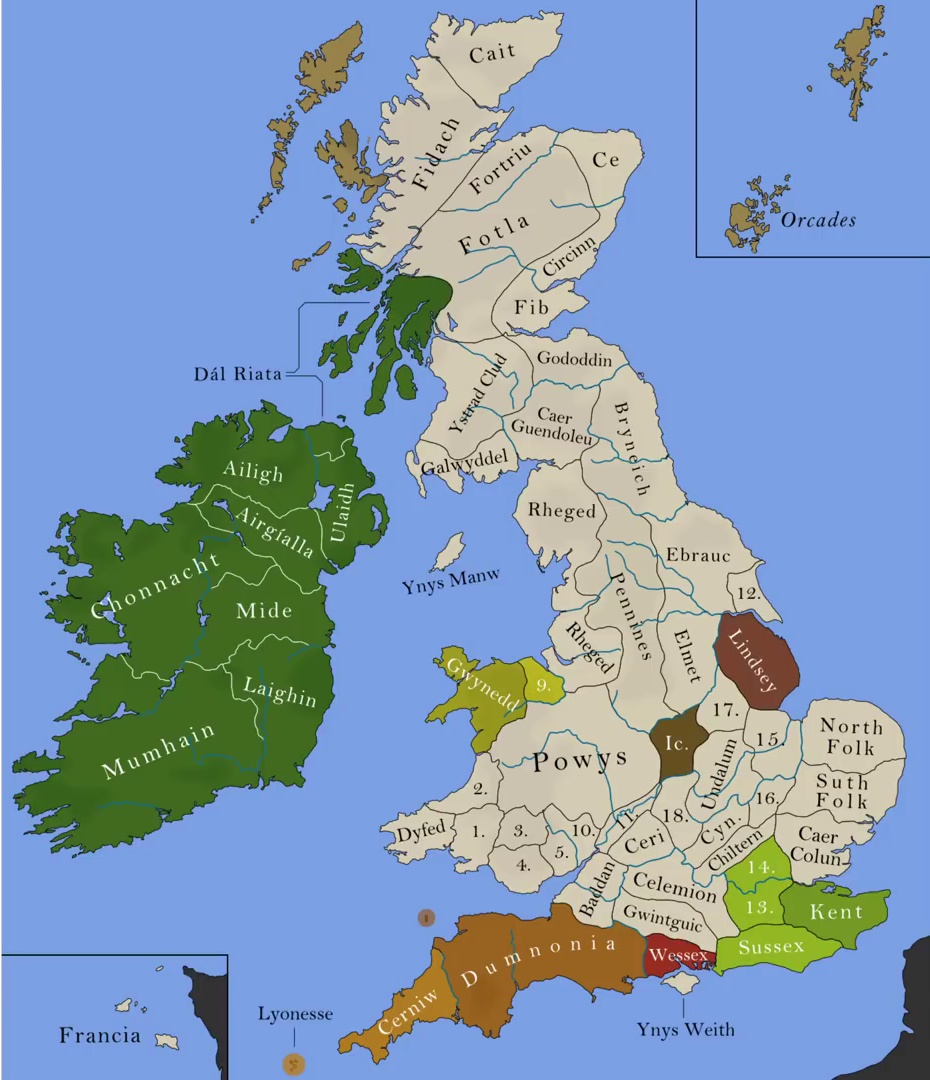 Cait
Fidach
Fortriu
Ce
Fotla
Circinn
Fib
Orcades
Dál Riata
Gododdin
Ystrad Clud
Caer
Guendoleu
Bryneich
Galwyddel
Ailigh
Airgíalla
Ulaidh
Chonnacht
Mide
Laighin
Mumhain
Rheged
Ynys Manw
Ebrauc
12.
Pennines
Rheged
Elmet
Lindsey
Gwynedd
9.
17.
15.
North
Folk
Ic.
Powys
Undalum
Suth
Folk
2.
16.
Dyfed
1.
3.
10.
11.
18.
Cyn.
Caer
Colun
4.
5.
Ceri
Chiltern
14.
Baddan
Celemion
13.
Kent
Gwintguic
Dumnonia
Wessex
Sussex
Cerniw
Lyonesse
Ynys Weith
Francia